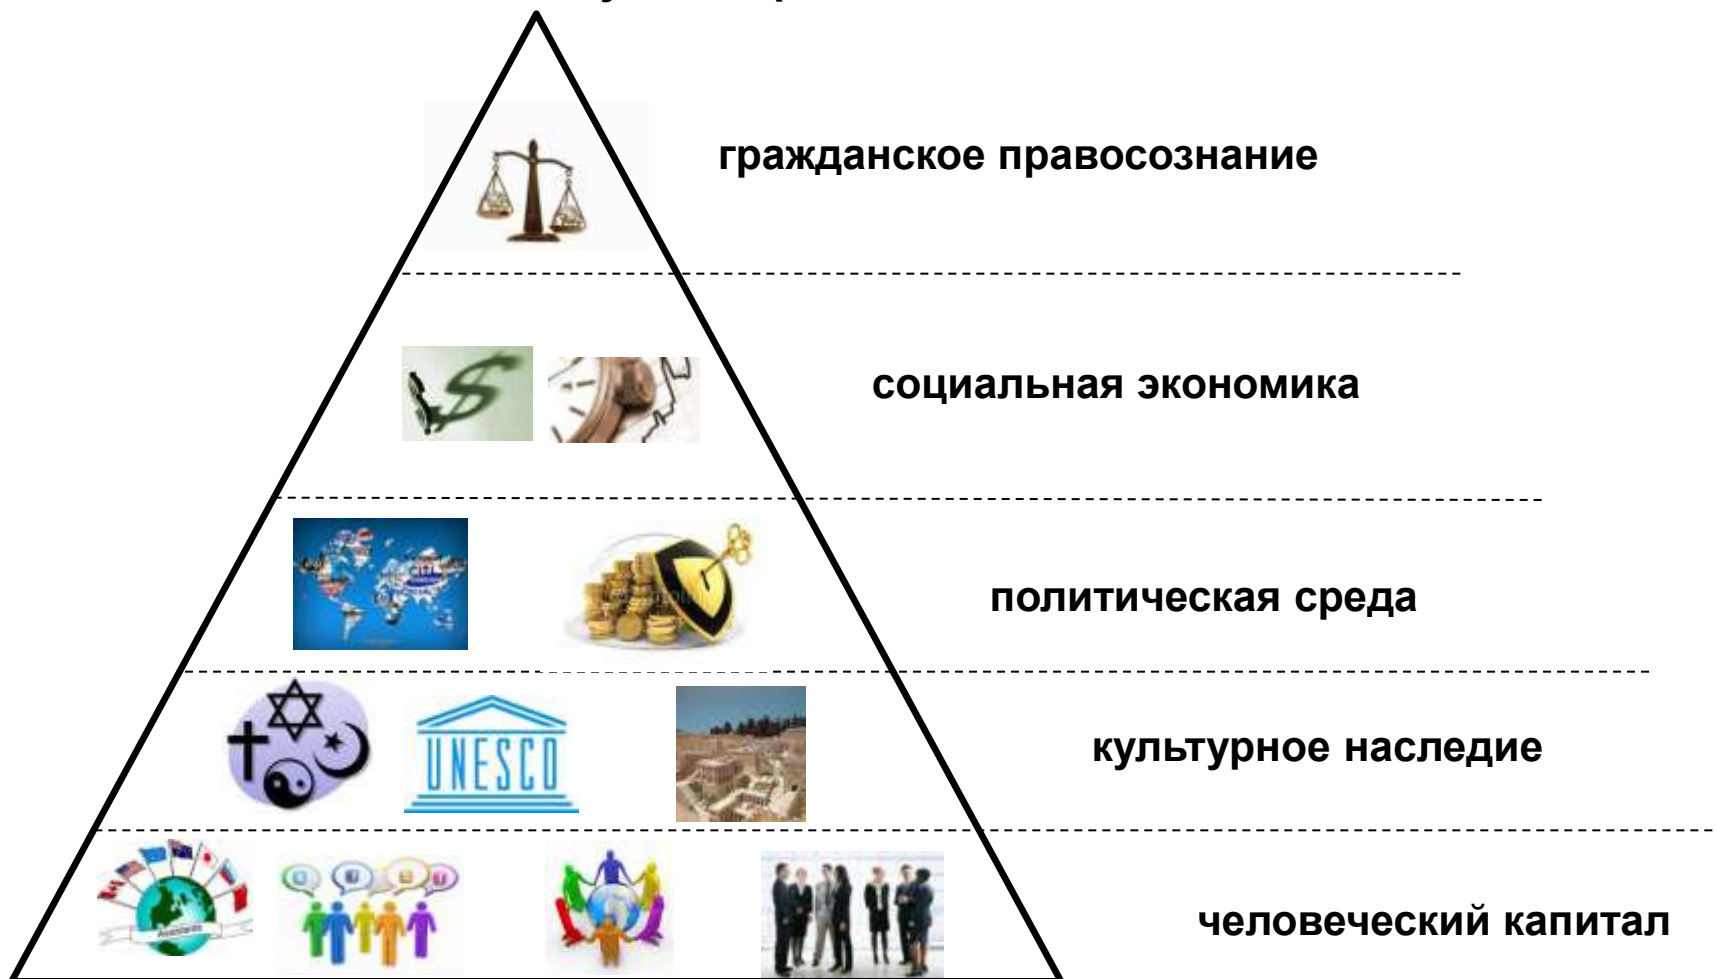 гражданское правосознание
социальная экономика
политическая среда
UNESCO
культурное наследие
человеческий капитал